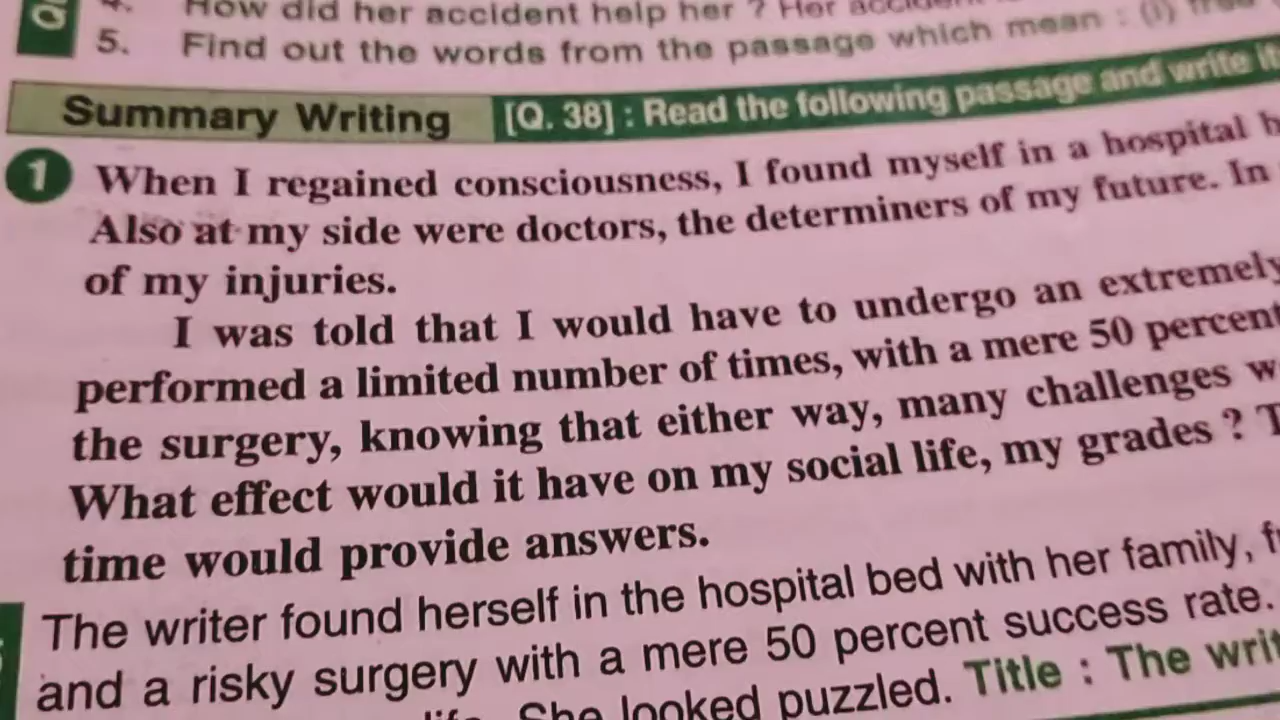 How did her accident help her ? Her
5. Find out the words from the passage which mean : (i)
Summary Writing [Q. 38] : Read the following passage and write it
1 When I regained consciousness, I found myself in a hospital
Also at my side were doctors, the determiners of my future. In
of my injuries.
I was told that I would have to undergo an extremely
performed a limited number of times, with a mere 50 percent
the surgery, knowing that either way, many challenges
What effect would it have on my social life, my grades ?
time would provide answers.
The writer found herself in the hospital bed with her family,
and a risky surgery with a mere 50 percent success rate.
She looked puzzled. Title : The